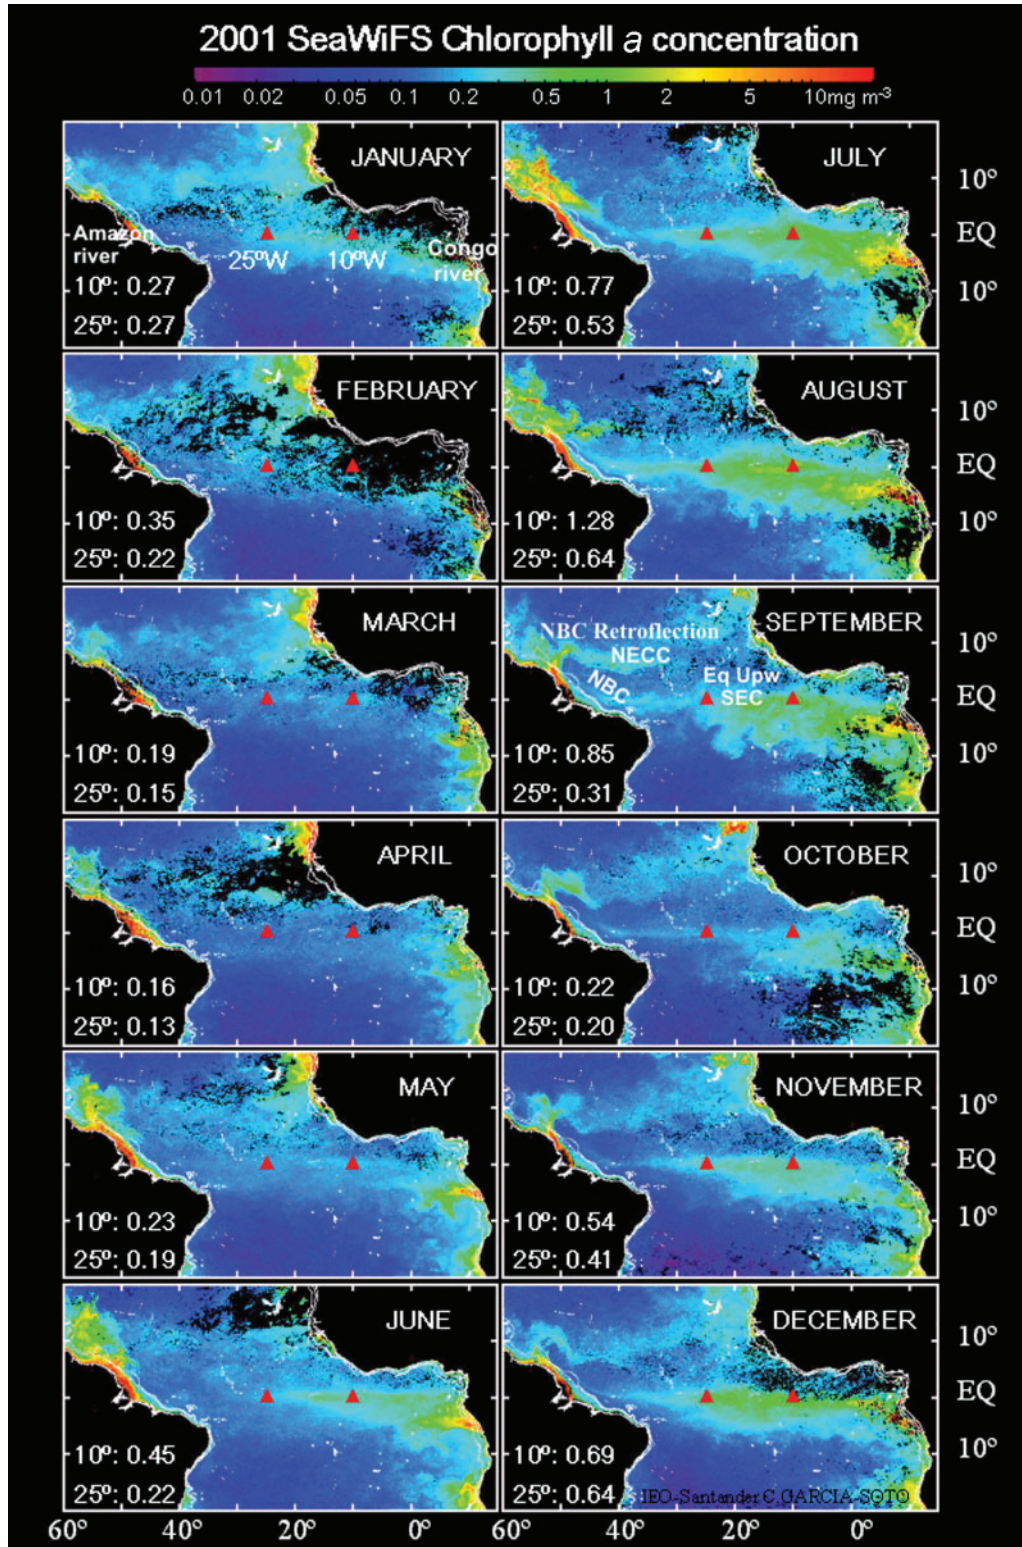 2001 SeaWiFS Chlorophyll a concentration
0.01 0.02 0.05 0.1 0.2 0.5 1 2 5 10mg m⁻³
JANUARY
Amazon
river
25ºW 10ºW
Congo
river
10º: 0.27
25º: 0.27
JULY
10º: 0.77
25º: 0.53
10º
EQ
10º
FEBRUARY
10º: 0.35
25º: 0.22
AUGUST
10º: 1.28
25º: 0.64
10º
EQ
10º
MARCH
10º: 0.19
25º: 0.15
SEPTEMBER
NBC Retroflection
NECC
NBC
Eq Upw
SEC
10º: 0.85
25º: 0.31
10º
EQ
10º
APRIL
10º: 0.16
25º: 0.13
OCTOBER
10º: 0.22
25º: 0.20
10º
EQ
10º
MAY
10º: 0.23
25º: 0.19
NOVEMBER
10º: 0.54
25º: 0.41
10º
EQ
10º
JUNE
10º: 0.45
25º: 0.22
DECEMBER
10º: 0.69
25º: 0.64
IEO-Santander C.GARCIA-SOTO
10º
EQ
10º
60º 40º 20º 0º 60º 40º 20º 0º